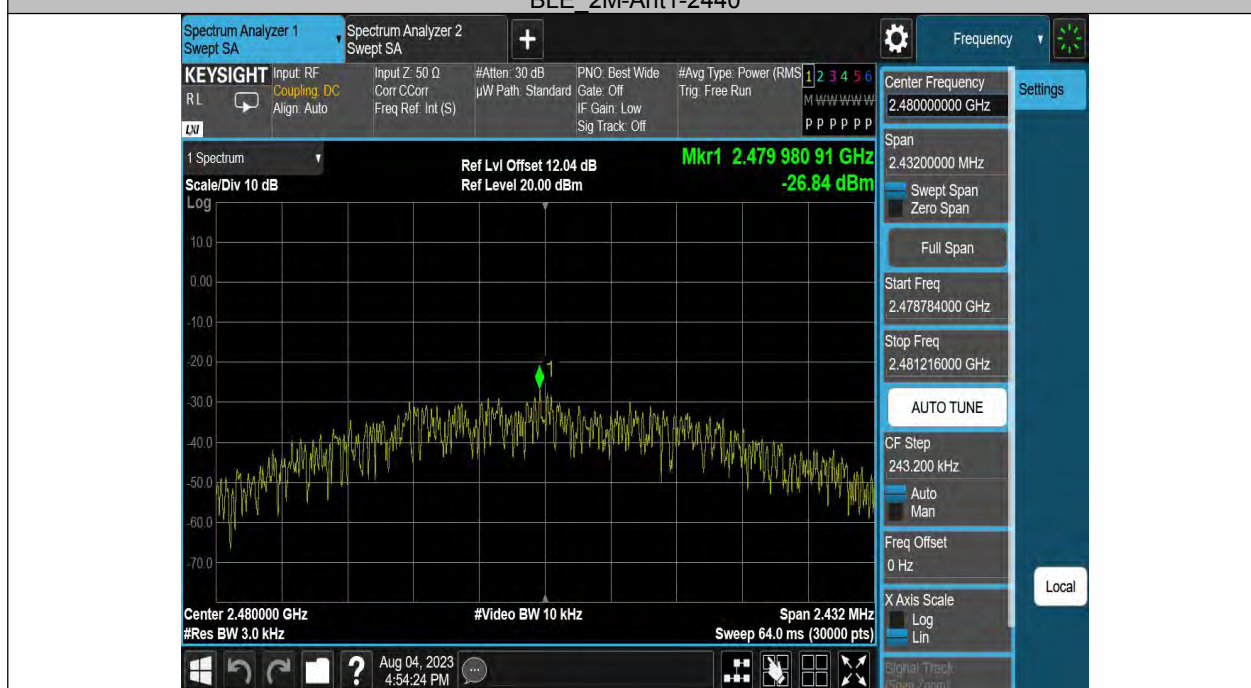 BLE_2M-Ant1-2440
Spectrum Analyzer 1
Swept SA
Spectrum Analyzer 2
Swept SA
Frequency
KEYSIGHT
RL
LXI
Input: RF
Coupling: DC
Align: Auto
Input Z: 50 Ω
Corr CCorr
Freq Ref: Int (S)
#Atten: 30 dB
µW Path: Standard
PNO: Best Wide
Gate: Off
IF Gain: Low
Sig Track: Off
#Avg Type: Power (RMS
Trig: Free Run
1 2 3 4 5 6
M W W W W W
P P P P P P
1 Spectrum
Scale/Div 10 dB
Ref Lvl Offset 12.04 dB
Ref Level 20.00 dBm
Mkr1 2.479 980 91 GHz
-26.84 dBm
Log
10.0
0.00
-10.0
-20.0
-30.0
-40.0
-50.0
-60.0
-70.0
1
Center 2.480000 GHz
#Res BW 3.0 kHz
#Video BW 10 kHz
Span 2.432 MHz
Sweep 64.0 ms (30000 pts)
Aug 04, 2023
4:54:24 PM
Center Frequency
2.480000000 GHz
Settings
Span
2.43200000 MHz
Swept Span
Zero Span
Full Span
Start Freq
2.478784000 GHz
Stop Freq
2.481216000 GHz
AUTO TUNE
CF Step
243.200 kHz
Auto
Man
Freq Offset
0 Hz
X Axis Scale
Log
Lin
Local
Signal Track
(Span Zoom)